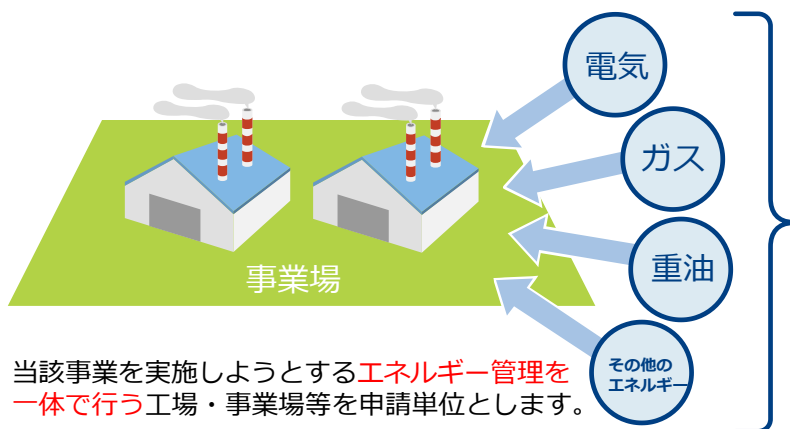 電気
ガス
事業場
重油
その他の
エネルギー
当該事業を実施しようとするエネルギー管理を
一体で行う工場・事業場等を申請単位とします。